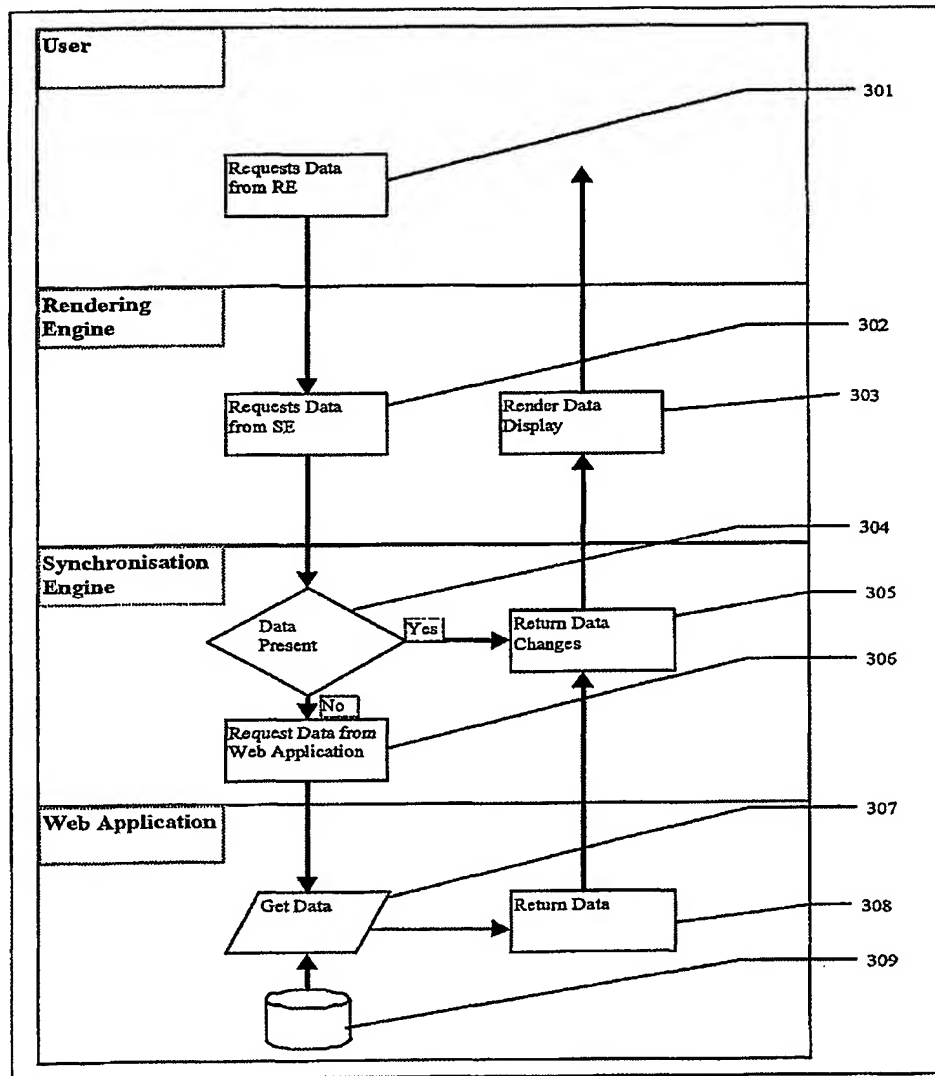 User
301
Requests Data
from RE
Rendering
Engine
302
Requests Data
from SE
Render Data
Display
303
304
Synchronisation
Engine
Data
Present
Yes
Return Data
Changes
305
306
No
Request Data from
Web Application
Web Application
307
Get Data
Return Data
308
309